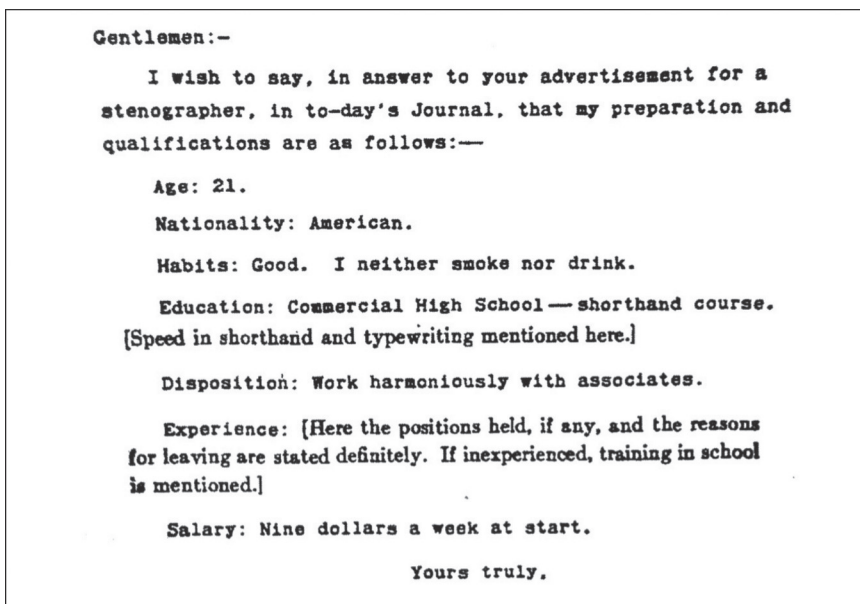 Gentlemen:-
I wish to say, in answer to your advertisement for a
stenographer, in to-day's Journal, that my preparation and
qualifications are as follows:—
Age: 21.
Nationality: American.
Habits: Good. I neither smoke nor drink.
Education: Commercial High School — shorthand course.
[Speed in shorthand and typewriting mentioned here.]
Disposition: Work harmoniously with associates.
Experience: [Here the positions held, if any, and the reasons
for leaving are stated definitely. If inexperienced, training in school
is mentioned.]
Salary: Nine dollars a week at start.
Yours truly,